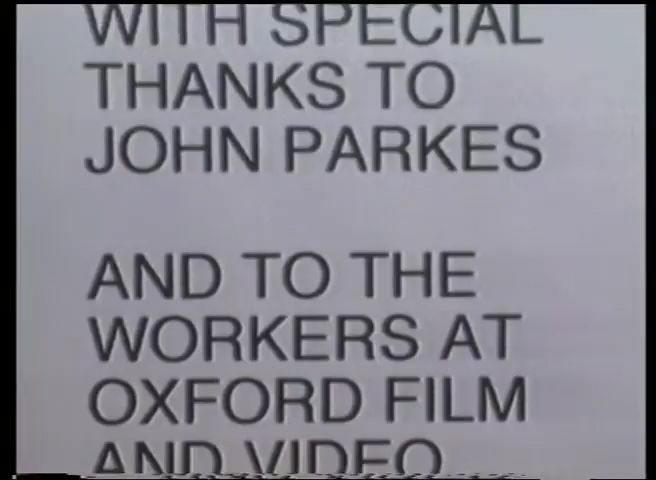 WITH SPECIAL
THANKS TO
JOHN PARKES
AND TO THE
WORKERS AT
OXFORD FILM
AND VIDEO